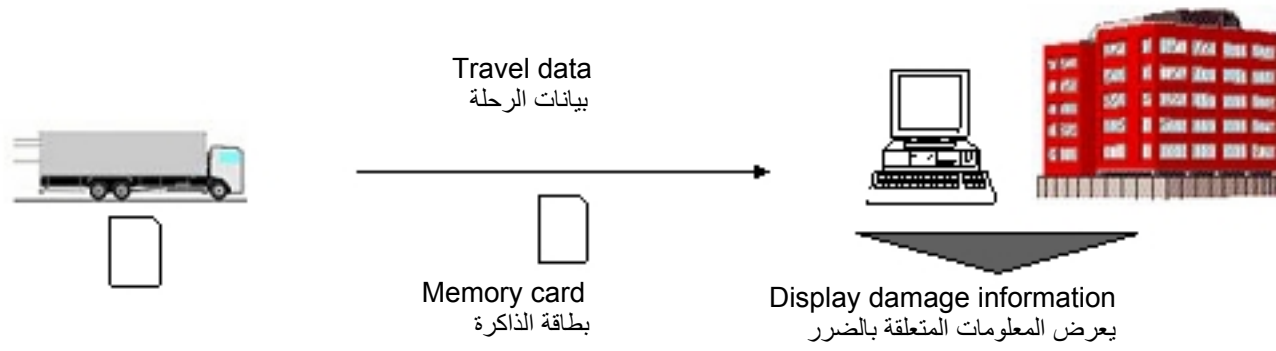 Travel data
بيانات الرحلة
Memory card
بطاقة الذاكرة
Display damage information
يعرض المعلومات المتعلقة بالضرر